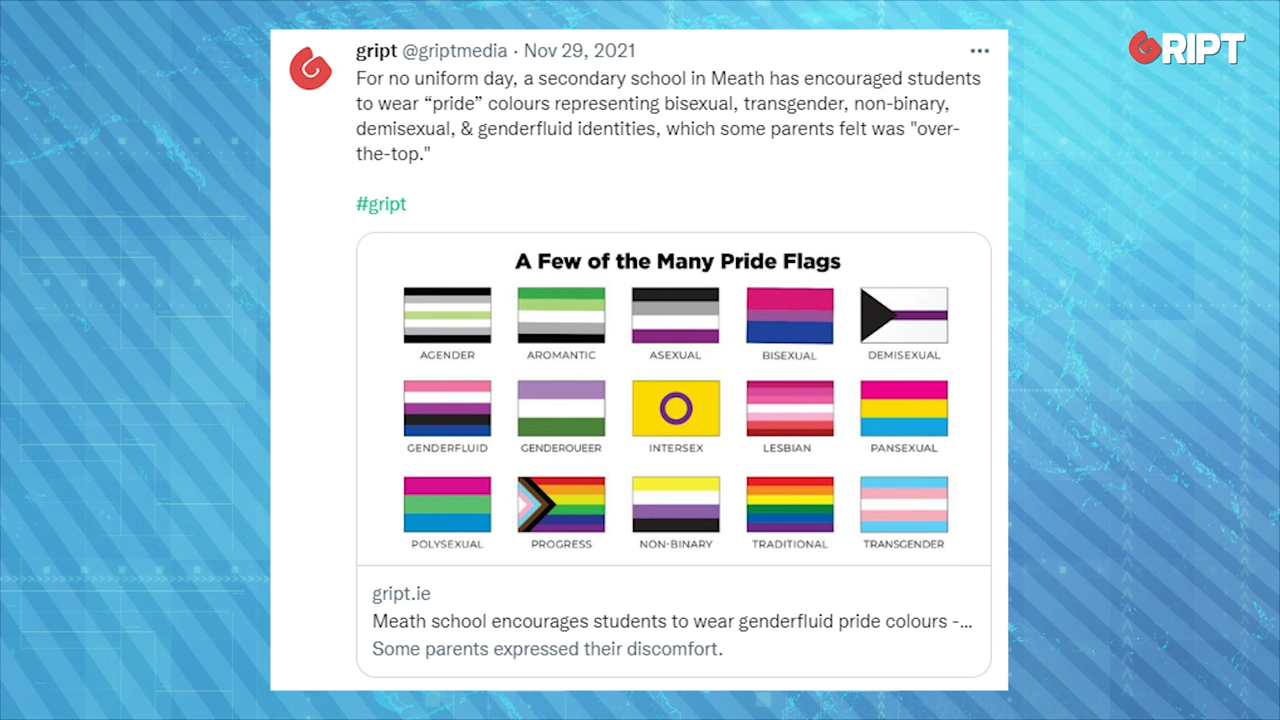 GRIPT
gript @griptmedia · Nov 29, 2021
For no uniform day, a secondary school in Meath has encouraged students
to wear “pride” colours representing bisexual, transgender, non-binary,
demisexual, & genderfluid identities, which some parents felt was "over-
the-top."
#gript
A Few of the Many Pride Flags
AGENDER AROMANTIC ASEXUAL BISEXUAL DEMISEXUAL
GENDERFLUID GENDERQUEER INTERSEX LESBIAN PANSEXUAL
POLYSEXUAL PROGRESS NON-BINARY TRADITIONAL TRANSGENDER
gript.ie
Meath school encourages students to wear genderfluid pride colours -...
Some parents expressed their discomfort.